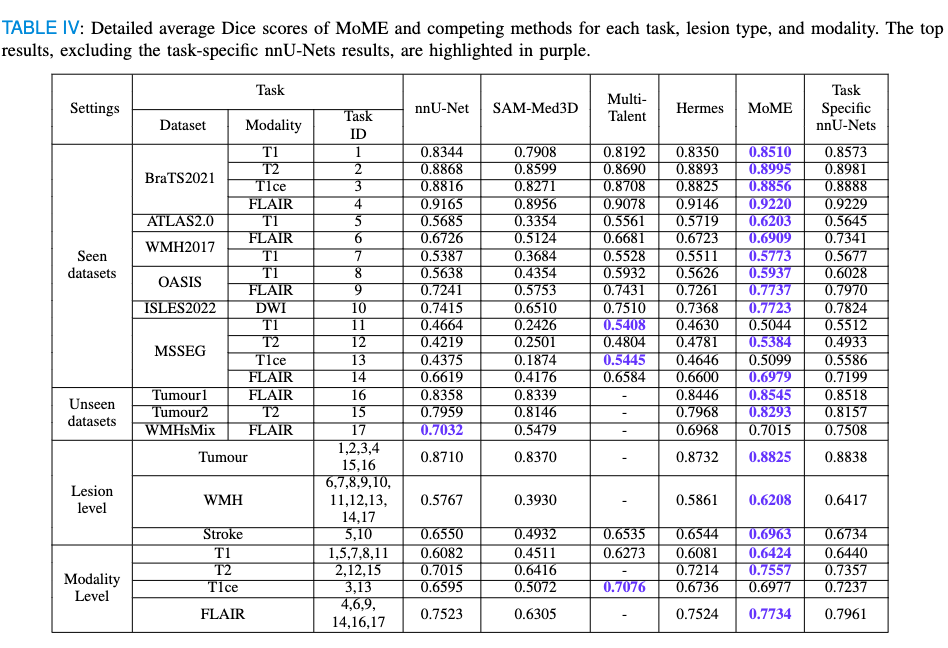 TABLE IV: Detailed average Dice scores of MoME and competing methods for each task, lesion type, and modality. The top
results, excluding the task-specific nnU-Nets results, are highlighted in purple.
Settings Task nnU-Net SAM-Med3D Multi-Talent Hermes MoME Task Specific nnU-Nets
Dataset Modality Task ID
Seen datasets BraTS2021 T1 1 0.8344 0.7908 0.8192 0.8350 0.8510 0.8573
T2 2 0.8868 0.8599 0.8690 0.8893 0.8995 0.8981
T1ce 3 0.8816 0.8271 0.8708 0.8825 0.8856 0.8888
FLAIR 4 0.9165 0.8956 0.9078 0.9146 0.9220 0.9229
ATLAS2.0 T1 5 0.5685 0.3354 0.5561 0.5719 0.6203 0.5645
WMH2017 FLAIR 6 0.6726 0.5124 0.6681 0.6723 0.6909 0.7341
T1 7 0.5387 0.3684 0.5528 0.5511 0.5773 0.5677
OASIS T1 8 0.5638 0.4354 0.5932 0.5626 0.5937 0.6028
FLAIR 9 0.7241 0.5753 0.7431 0.7261 0.7737 0.7970
ISLES2022 DWI 10 0.7415 0.6510 0.7510 0.7368 0.7723 0.7824
MSSEG T1 11 0.4664 0.2426 0.5408 0.4630 0.5044 0.5512
T2 12 0.4219 0.2501 0.4804 0.4781 0.5384 0.4933
T1ce 13 0.4375 0.1874 0.5445 0.4646 0.5099 0.5586
FLAIR 14 0.6619 0.4176 0.6584 0.6600 0.6979 0.7199
Unseen datasets Tumour1 FLAIR 16 0.8358 0.8339 - 0.8446 0.8545 0.8518
Tumour2 T2 15 0.7959 0.8146 - 0.7968 0.8293 0.8157
WMHsMix FLAIR 17 0.7032 0.5479 - 0.6968 0.7015 0.7508
Lesion level Tumour 1,2,3,4 15,16 0.8710 0.8370 - 0.8732 0.8825 0.8838
WMH 6,7,8,9,10, 11,12,13, 14,17 0.5767 0.3930 - 0.5861 0.6208 0.6417
Stroke 5,10 0.6550 0.4932 0.6535 0.6544 0.6963 0.6734
Modality Level T1 1,5,7,8,11 0.6082 0.4511 0.6273 0.6081 0.6424 0.6440
T2 2,12,15 0.7015 0.6416 - 0.7214 0.7557 0.7357
T1ce 3,13 0.6595 0.5072 0.7076 0.6736 0.6977 0.7237
FLAIR 4,6,9, 14,16,17 0.7523 0.6305 - 0.7524 0.7734 0.7961